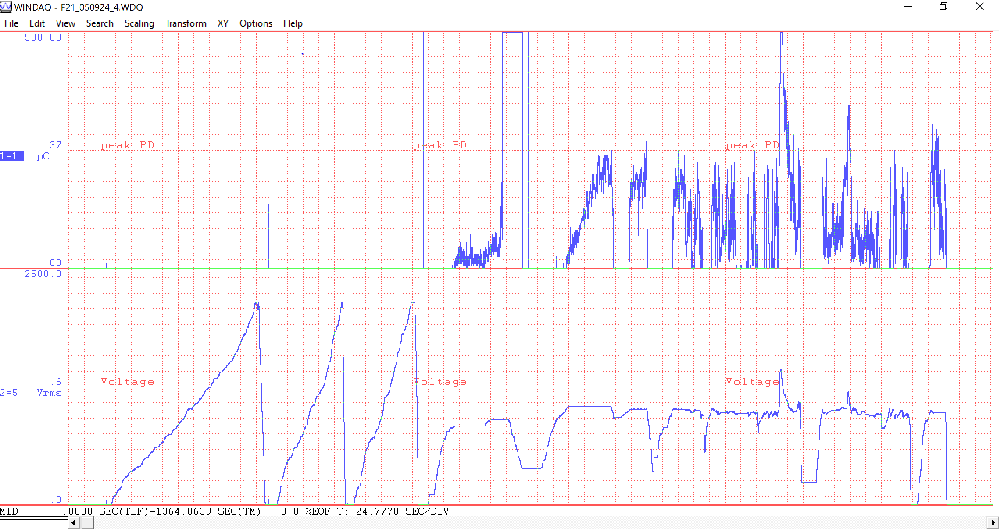 WINDAQ - F21_050924_4.WDQ
File Edit View Search Scaling Transform XY Options Help
500.00
.37 peak PD peak PD peak PD
1=1 pC
.00
2500.0
.6 Voltage Voltage Voltage
2=5 Vrms
.0
MID .0000 SEC(TBF)-1364.8639 SEC(TM) 0.0 %EOF T: 24.7778 SEC/DIV